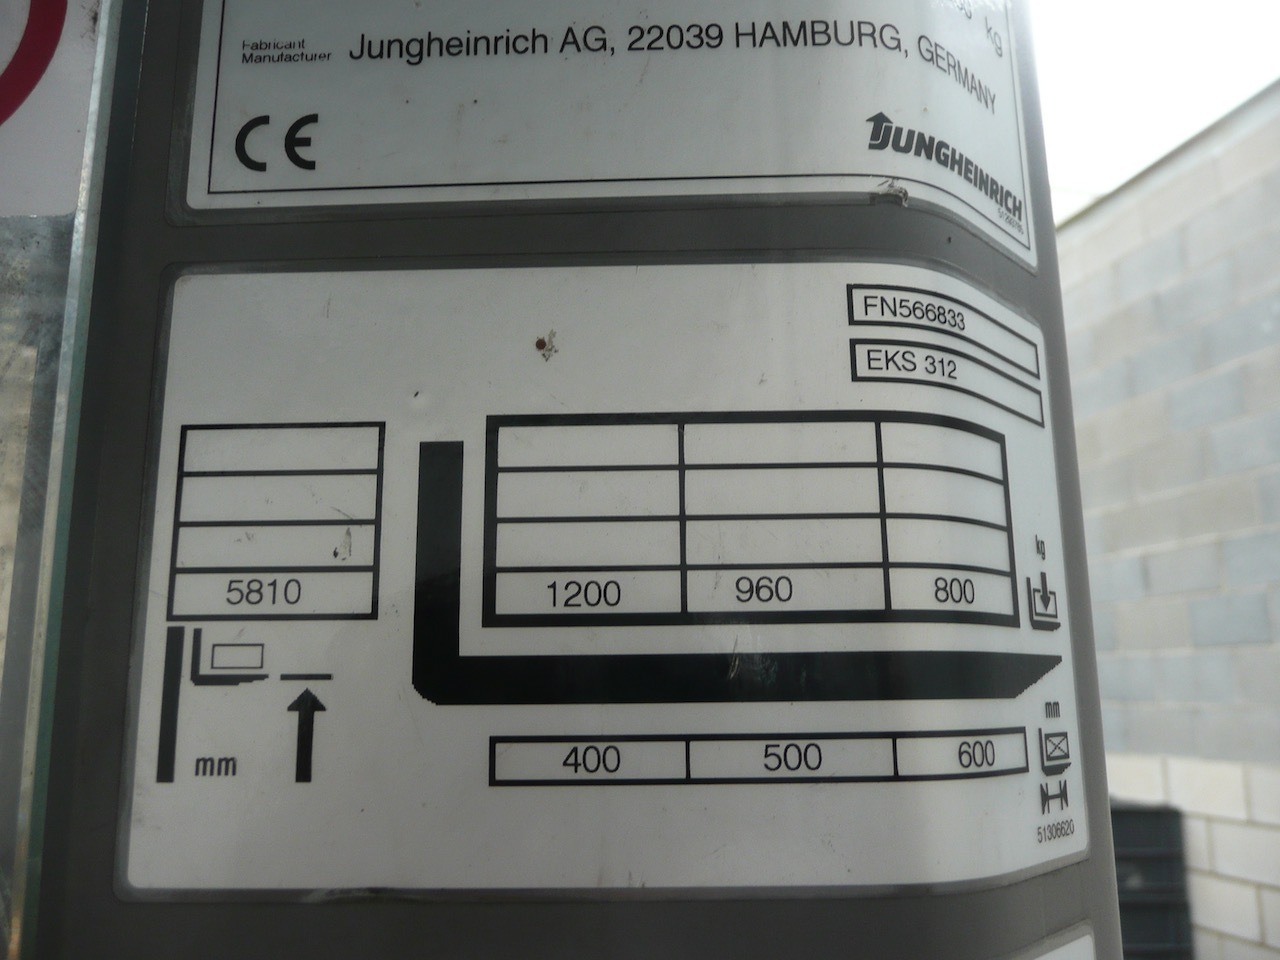 kg
Fabricant
Manufacturer
Jungheinrich AG, 22039 HAMBURG, GERMANY
CE
JUNGHEINRICH
FN566833
EKS 312
5810
1200 960 800
kg
mm
mm
400 500 600
51306620